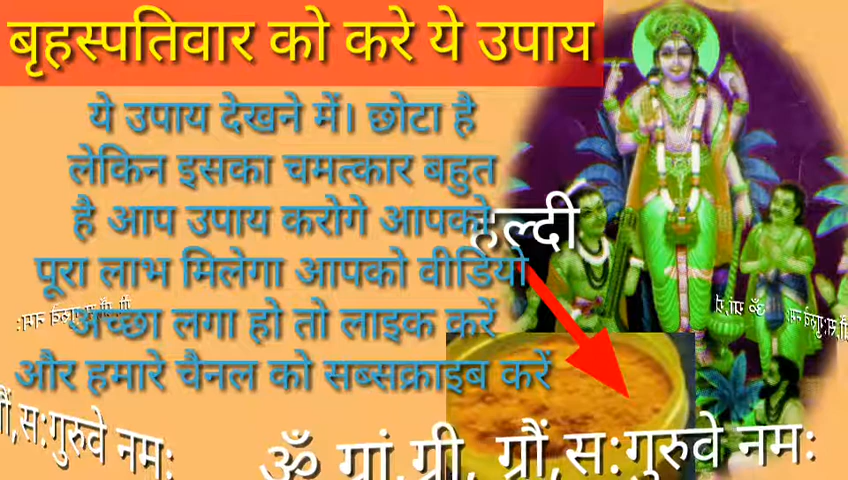 बृहस्पतिवार को करे ये उपाय
ये उपाय देखने में। छोटा है
लेकिन इसका चमत्कार बहुत
है आप उपाय करोगे आपको
हल्दी
पूरा लाभ मिलेगा आपको वीडियो
अच्छा लगा हो तो लाइक करें
और हमारे चैनल को सब्सक्राइब करें
स:गुरुवे नम:
ॐ ग्रां,ग्री, ग्रौं,स:गुरुवे नम: